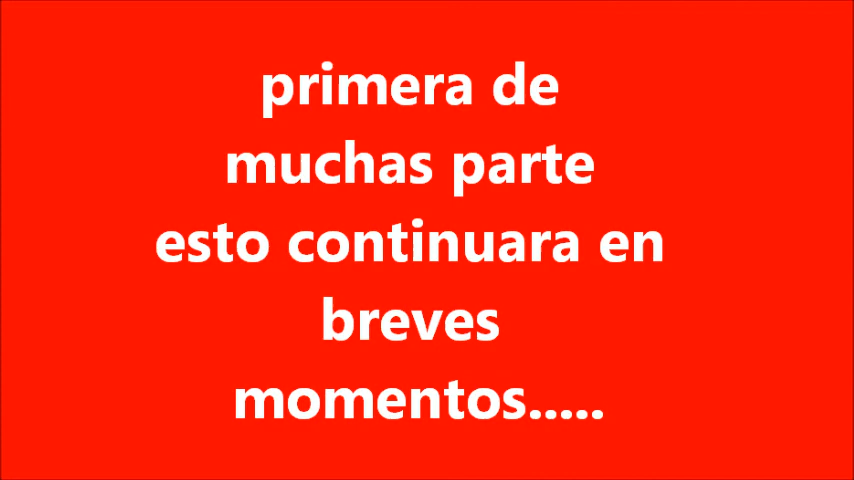 primera de
muchas parte
esto continuara en
breves
momentos.....